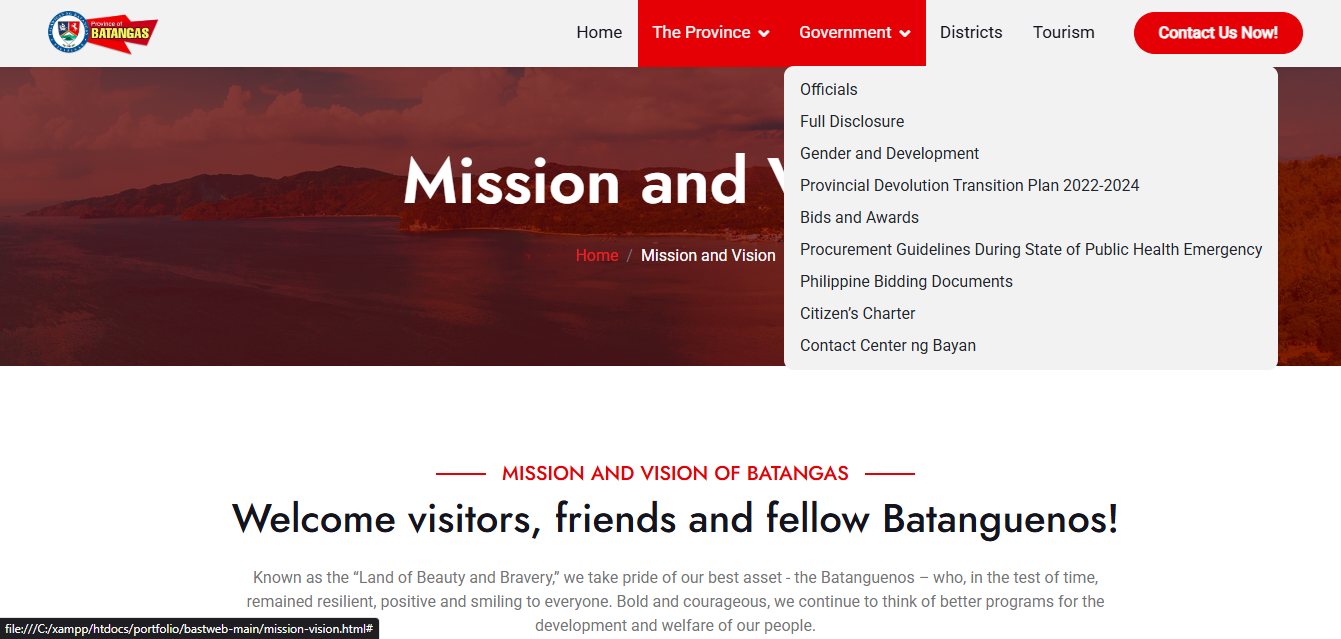 Province of
BATANGAS
Home
The Province
Government
Districts
Tourism
Contact Us Now!
Officials
Full Disclosure
Gender and Development
Provincial Devolution Transition Plan 2022-2024
Bids and Awards
Procurement Guidelines During State of Public Health Emergency
Philippine Bidding Documents
Citizen's Charter
Contact Center ng Bayan
Mission and
Home / Mission and Vision
MISSION AND VISION OF BATANGAS
Welcome visitors, friends and fellow Batanguenos!
Known as the “Land of Beauty and Bravery,” we take pride of our best asset - the Batanguenos – who, in the test of time,
remained resilient, positive and smiling to everyone. Bold and courageous, we continue to think of better programs for the
development and welfare of our people.
file:///C:/xampp/htdocs/portfolio/bastweb-main/mission-vision.html#